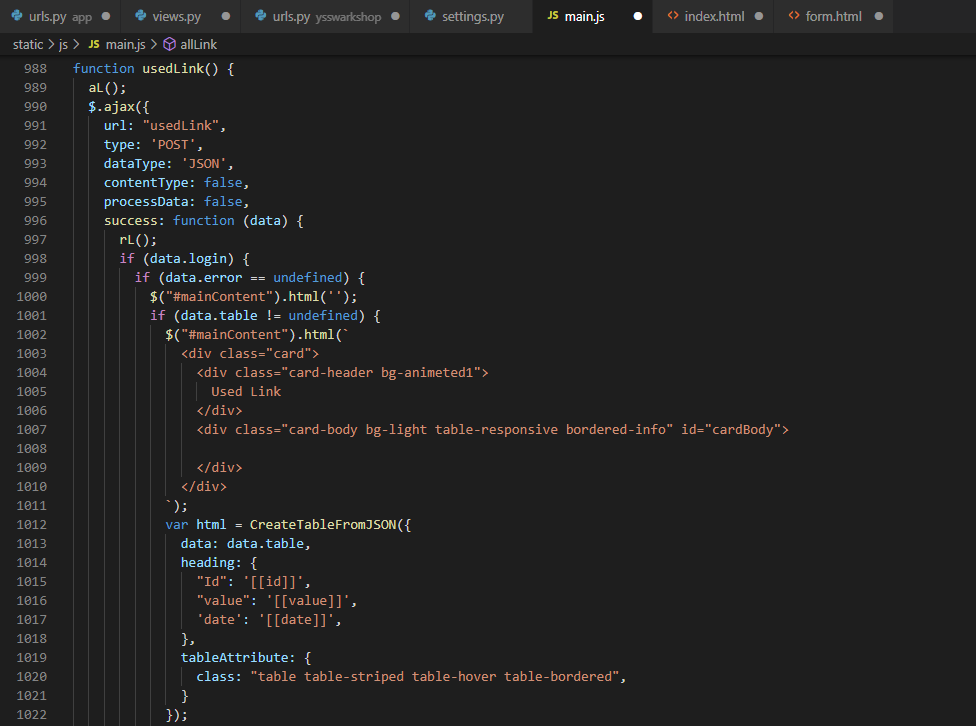 urls.py app ● views.py ● urls.py ysswarkshop ● settings.py JS main.js ● <> index.html ● <> form.html ●
static > js > JS main.js > allLink
988 function usedLink() {
989 aL();
990 $.ajax({
991 url: "usedLink",
992 type: 'POST',
993 dataType: 'JSON',
994 contentType: false,
995 processData: false,
996 success: function (data) {
997 rL();
998 if (data.login) {
999 if (data.error == undefined) {
1000 $("#mainContent").html('');
1001 if (data.table != undefined) {
1002 $("#mainContent").html(`
1003 <div class="card">
1004 <div class="card-header bg-animeted1">
1005 Used Link
1006 </div>
1007 <div class="card-body bg-light table-responsive bordered-info" id="cardBody">
1008
1009 </div>
1010 </div>
1011 `);
1012 var html = CreateTableFromJSON({
1013 data: data.table,
1014 heading: {
1015 "Id": '[[id]]',
1016 "value": '[[value]]',
1017 'date': '[[date]]',
1018 },
1019 tableAttribute: {
1020 class: "table table-striped table-hover table-bordered",
1021 }
1022 });